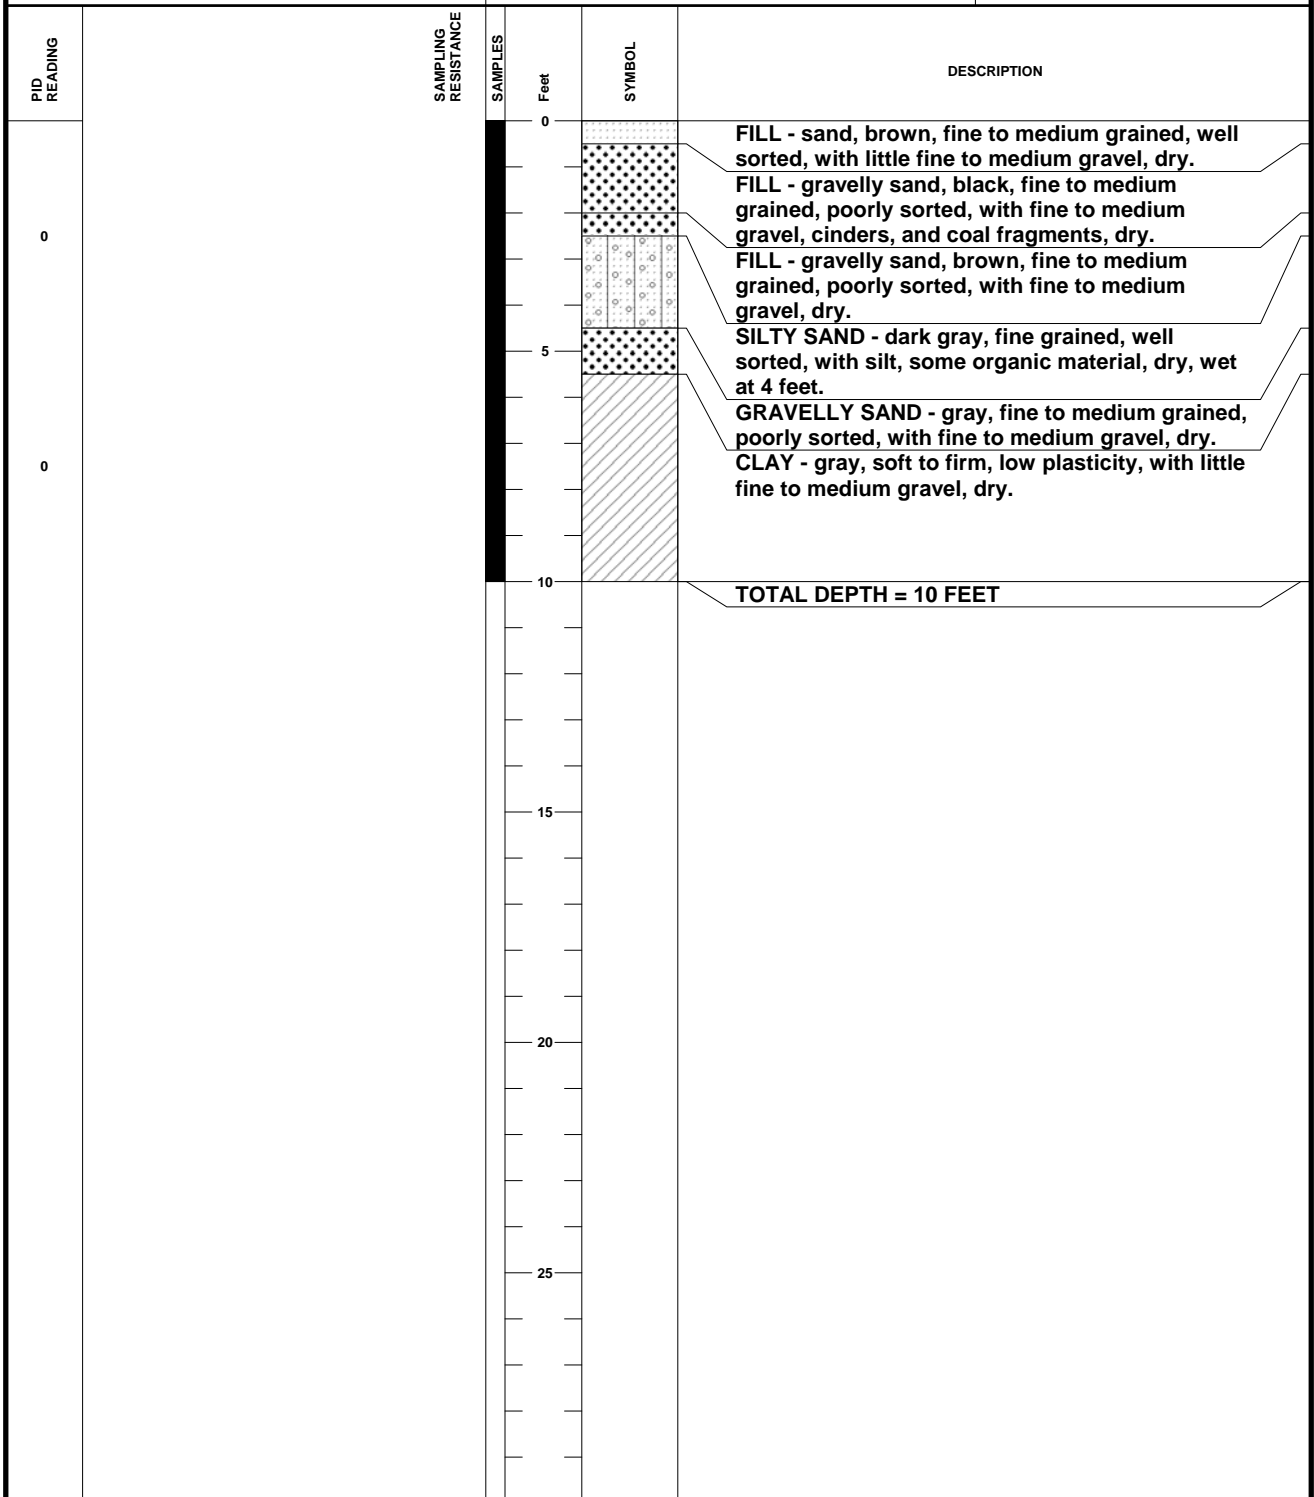 PID
READING
SAMPLING
RESISTANCE
SAMPLES
Feet
SYMBOL
DESCRIPTION
0
FILL - sand, brown, fine to medium grained, well
sorted, with little fine to medium gravel, dry.
FILL - gravelly sand, black, fine to medium
grained, poorly sorted, with fine to medium
gravel, cinders, and coal fragments, dry.
0
FILL - gravelly sand, brown, fine to medium
grained, poorly sorted, with fine to medium
gravel, dry.
SILTY SAND - dark gray, fine grained, well
sorted, with silt, some organic material, dry, wet
at 4 feet.
5
GRAVELLY SAND - gray, fine to medium grained,
poorly sorted, with fine to medium gravel, dry.
0
CLAY - gray, soft to firm, low plasticity, with little
fine to medium gravel, dry.
10
TOTAL DEPTH = 10 FEET
15
20
25